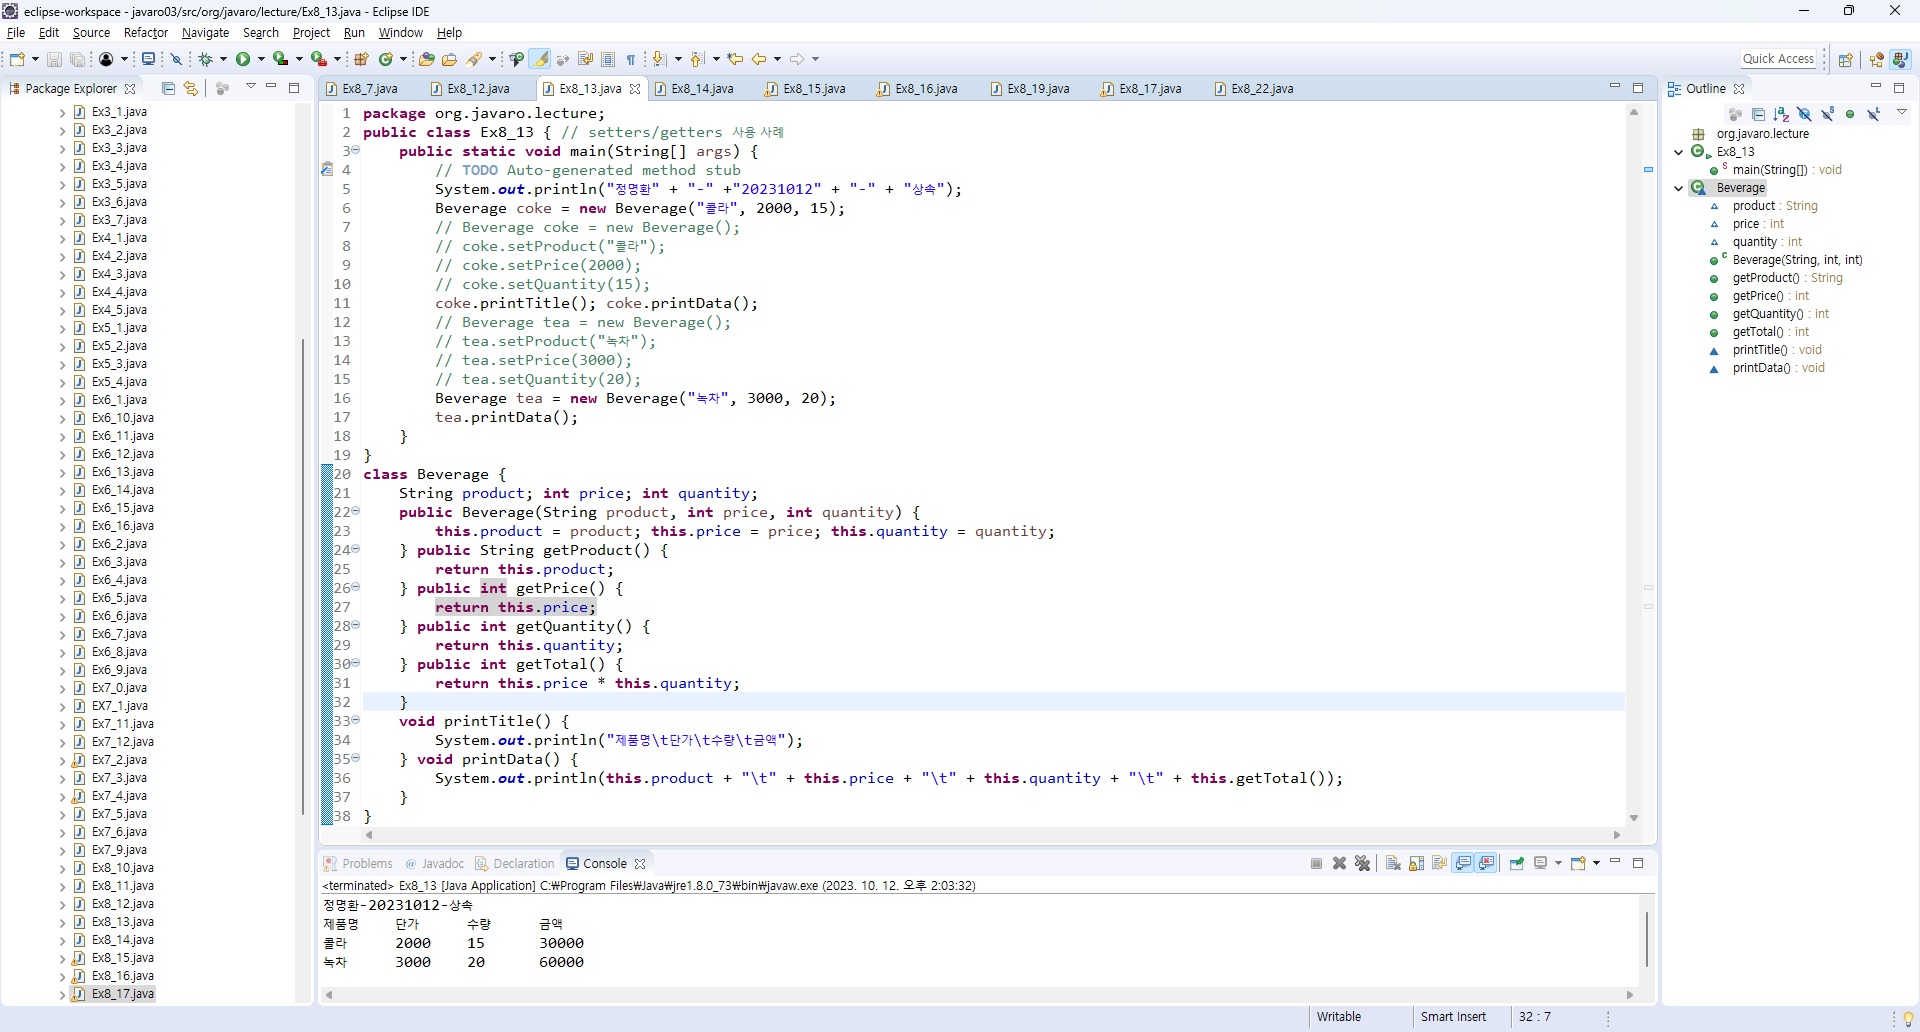 eclipse-workspace - javaro03/src/org/javaro/lecture/Ex8_13.java - Eclipse IDE
File Edit Source Refactor Navigate Search Project Run Window Help
Quick Access
Package Explorer
Ex3_1.java
Ex3_2.java
Ex3_3.java
Ex3_4.java
Ex3_5.java
Ex3_6.java
Ex3_7.java
Ex4_1.java
Ex4_2.java
Ex4_3.java
Ex4_4.java
Ex4_5.java
Ex5_1.java
Ex5_2.java
Ex5_3.java
Ex5_4.java
Ex6_1.java
Ex6_10.java
Ex6_11.java
Ex6_12.java
Ex6_13.java
Ex6_14.java
Ex6_15.java
Ex6_16.java
Ex6_2.java
Ex6_3.java
Ex6_4.java
Ex6_5.java
Ex6_6.java
Ex6_7.java
Ex6_8.java
Ex6_9.java
Ex7_0.java
EX7_1.java
Ex7_11.java
Ex7_12.java
Ex7_2.java
Ex7_3.java
Ex7_4.java
Ex7_5.java
Ex7_6.java
Ex7_9.java
Ex8_10.java
Ex8_11.java
Ex8_12.java
Ex8_13.java
Ex8_14.java
Ex8_15.java
Ex8_16.java
Ex8_17.java
Ex8_7.java Ex8_12.java Ex8_13.java Ex8_14.java Ex8_15.java Ex8_16.java Ex8_19.java Ex8_17.java Ex8_22.java
1 package org.javaro.lecture;
2 public class Ex8_13 { // setters/getters 사용 사례
3 public static void main(String[] args) {
4 // TODO Auto-generated method stub
5 System.out.println("정명환" + "-" +"20231012" + "-" + "상속");
6 Beverage coke = new Beverage("콜라", 2000, 15);
7 // Beverage coke = new Beverage();
8 // coke.setProduct("콜라");
9 // coke.setPrice(2000);
10 // coke.setQuantity(15);
11 coke.printTitle(); coke.printData();
12 // Beverage tea = new Beverage();
13 // tea.setProduct("녹차");
14 // tea.setPrice(3000);
15 // tea.setQuantity(20);
16 Beverage tea = new Beverage("녹차", 3000, 20);
17 tea.printData();
18 }
19 }
20 class Beverage {
21 String product; int price; int quantity;
22 public Beverage(String product, int price, int quantity) {
23 this.product = product; this.price = price; this.quantity = quantity;
24 } public String getProduct() {
25 return this.product;
26 } public int getPrice() {
27 return this.price;
28 } public int getQuantity() {
29 return this.quantity;
30 } public int getTotal() {
31 return this.price * this.quantity;
32 }
33 void printTitle() {
34 System.out.println("제품명\t단가\t수량\t금액");
35 } void printData() {
36 System.out.println(this.product + "\t" + this.price + "\t" + this.quantity + "\t" + this.getTotal());
37 }
38 }
Problems Javadoc Declaration Console
<terminated> Ex8_13 [Java Application] C:₩Program Files₩Java₩jre1.8.0_73₩bin₩javaw.exe (2023. 10. 12. 오후 2:03:32)
정명환-20231012-상속
제품명 단가 수량 금액
콜라 2000 15 30000
녹차 3000 20 60000
Outline
org.javaro.lecture
Ex8_13
main(String[]) : void
Beverage
product : String
price : int
quantity : int
Beverage(String, int, int)
getProduct() : String
getPrice() : int
getQuantity() : int
getTotal() : int
printTitle() : void
printData() : void
Writable Smart Insert 32 : 7